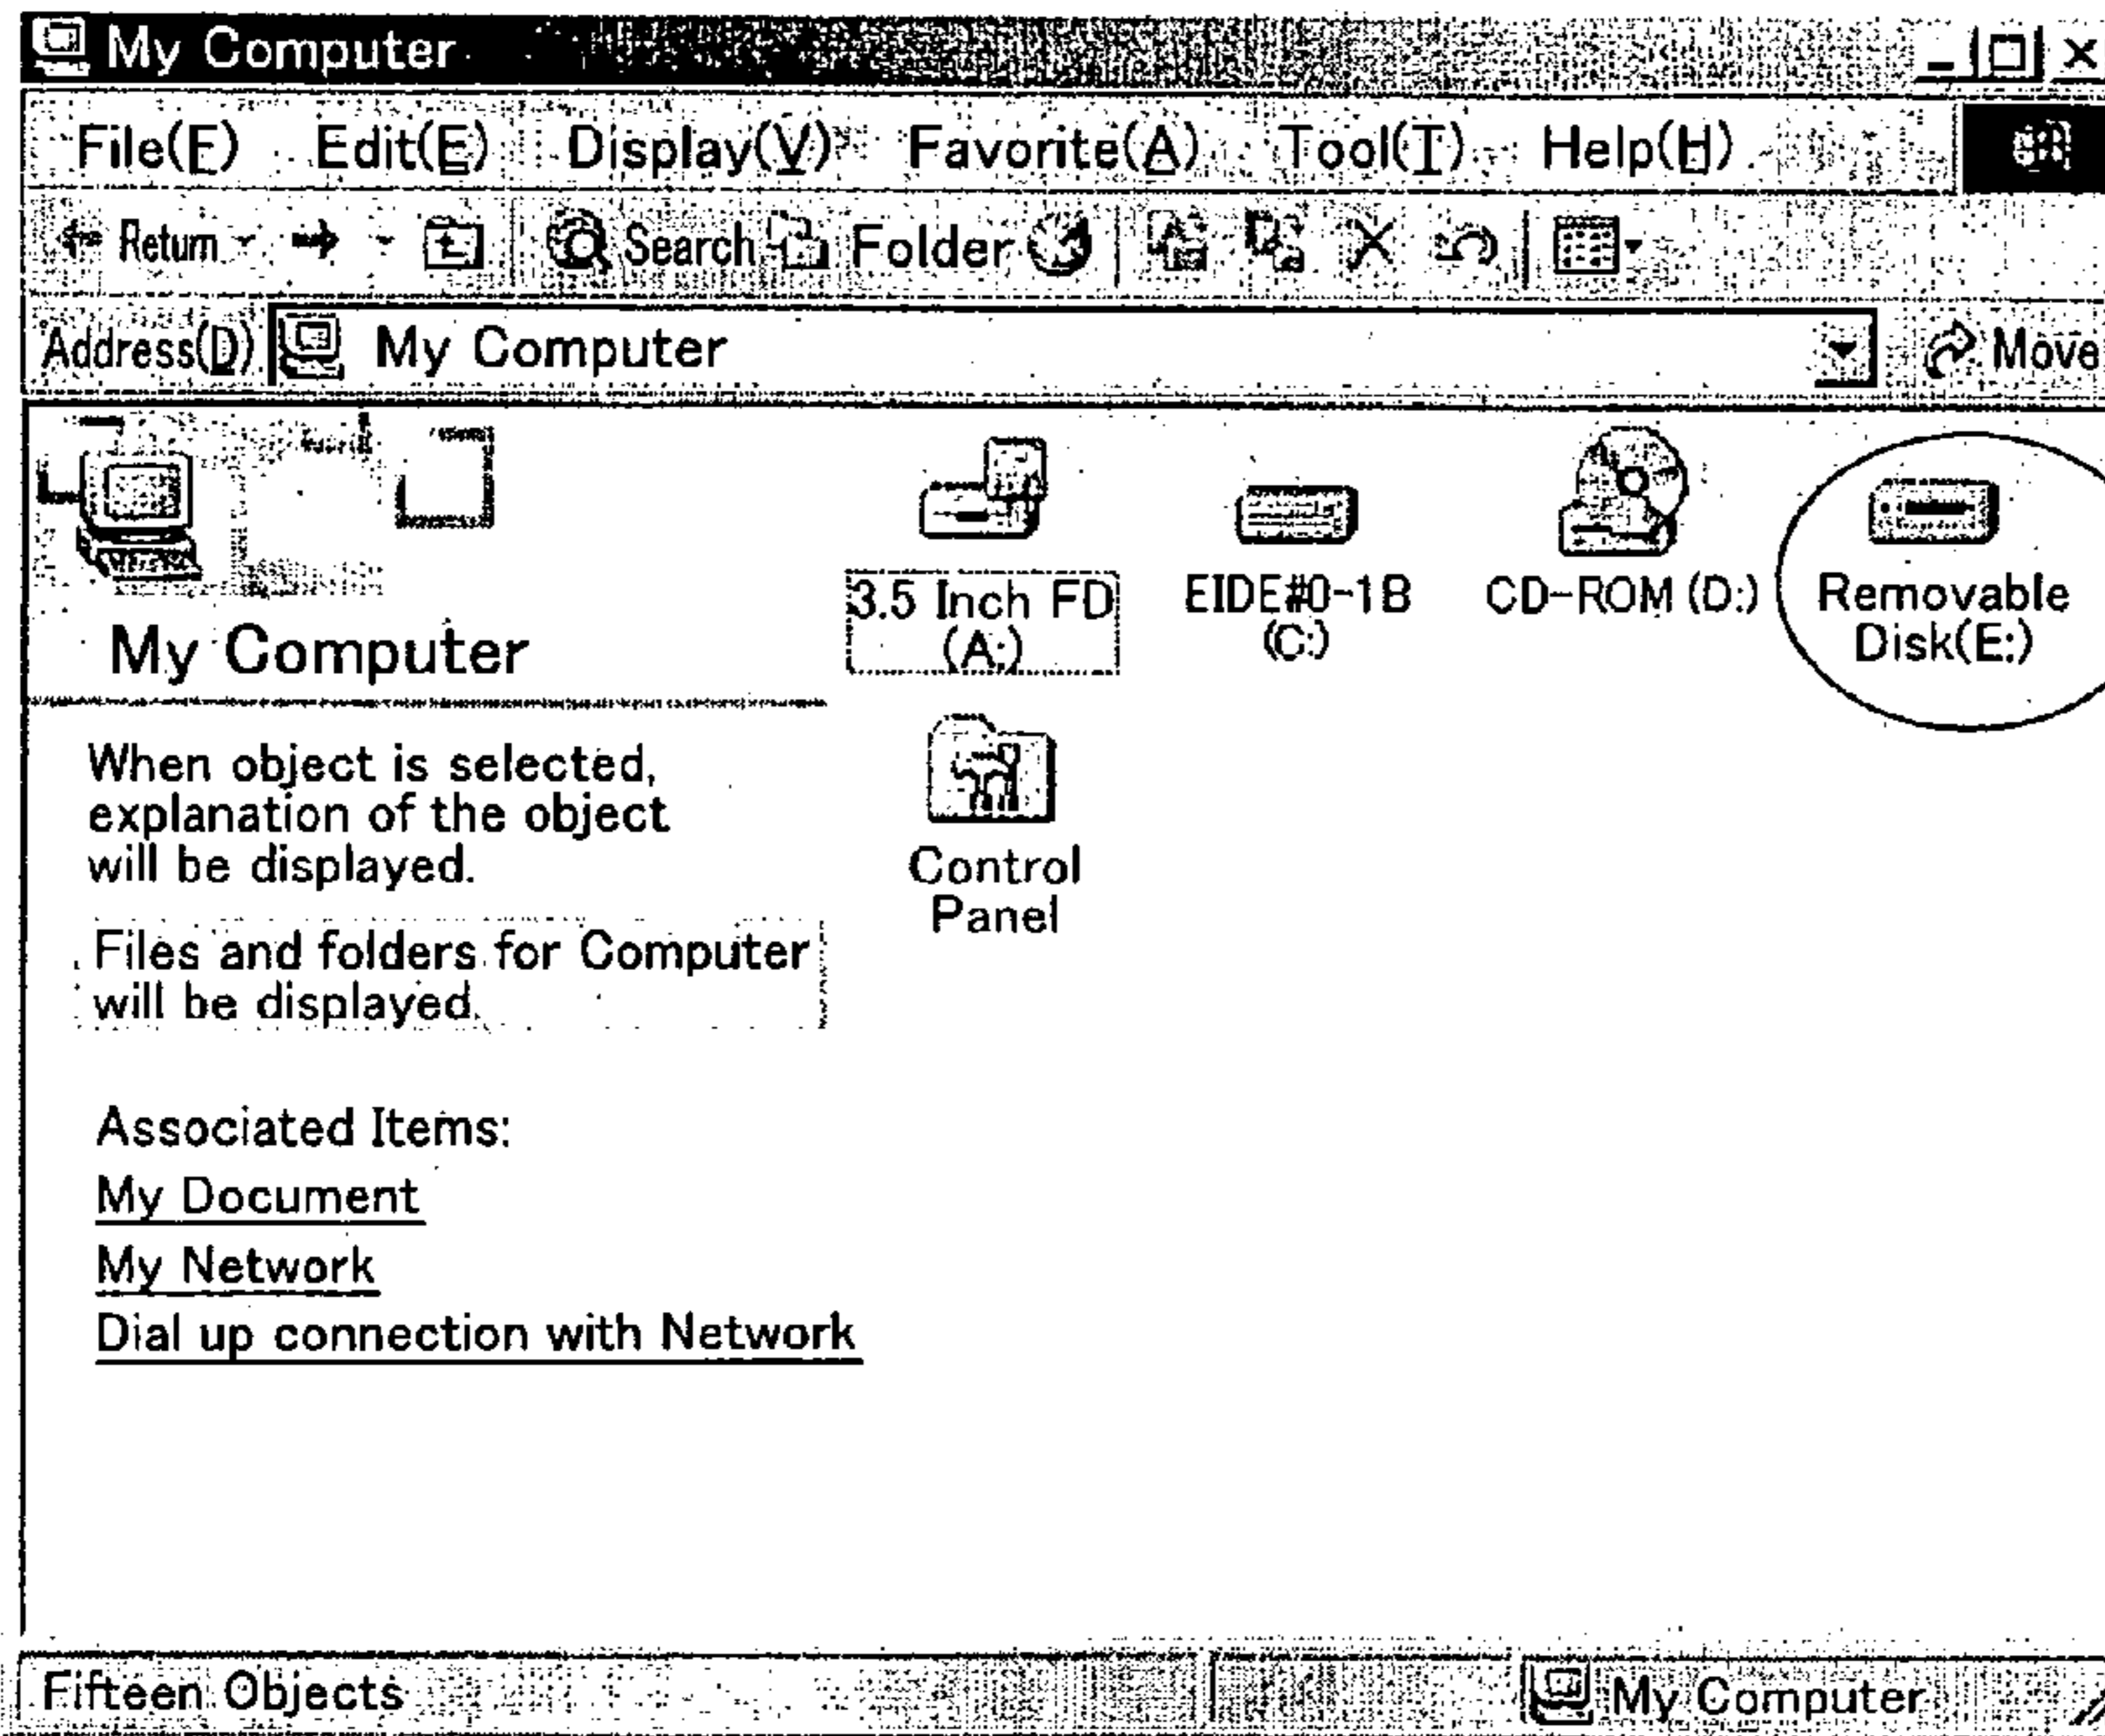 My Computer
File(F) Edit(E) Display(V) Favorite(A) Tool(T) Help(H)
Return Search Folder
Address(D) My Computer Move
3.5 Inch FD
(A:)
EIDE#0-1B
(C:)
CD-ROM (D:)
Removable
Disk(E:)
My Computer
Control
Panel
When object is selected,
explanation of the object
will be displayed.
Files and folders for Computer
will be displayed.
Associated Items:
My Document
My Network
Dial up connection with Network
Fifteen Objects My Computer